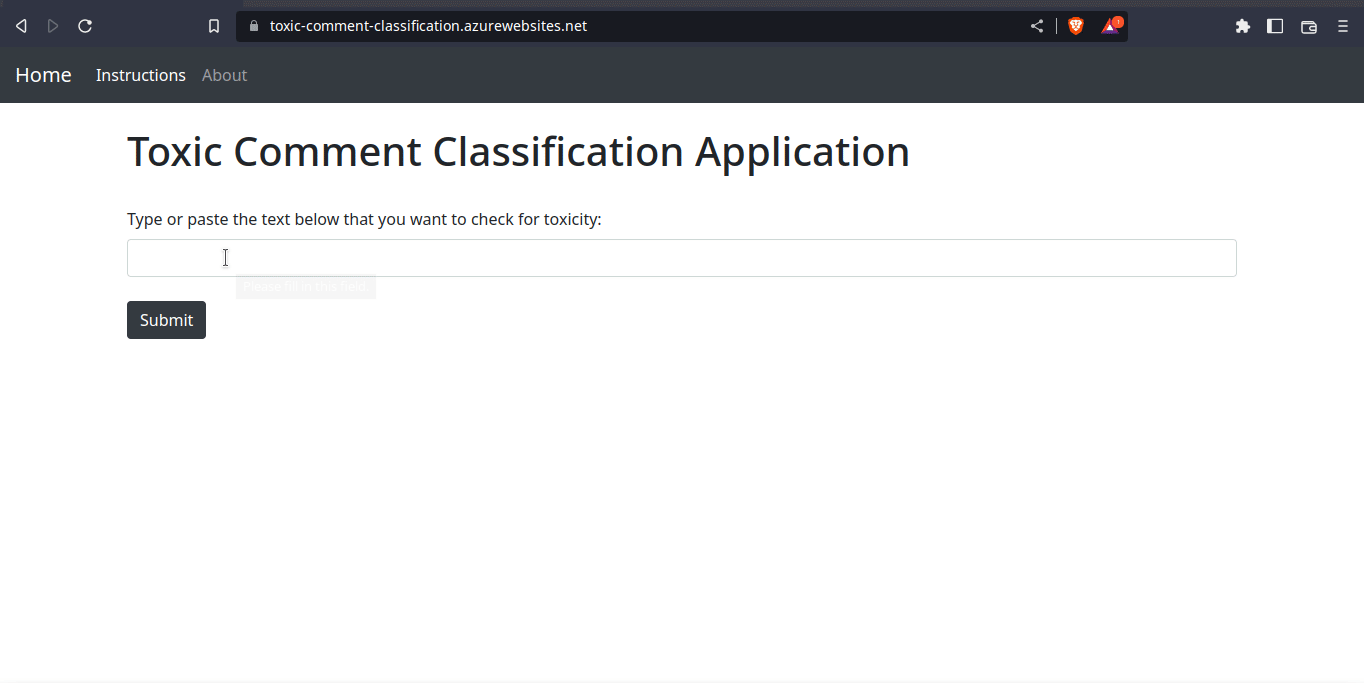 toxic-comment-classification.azurewebsites.net
Home Instructions About
Toxic Comment Classification Application
Type or paste the text below that you want to check for toxicity:
Please fill in this field.
Submit